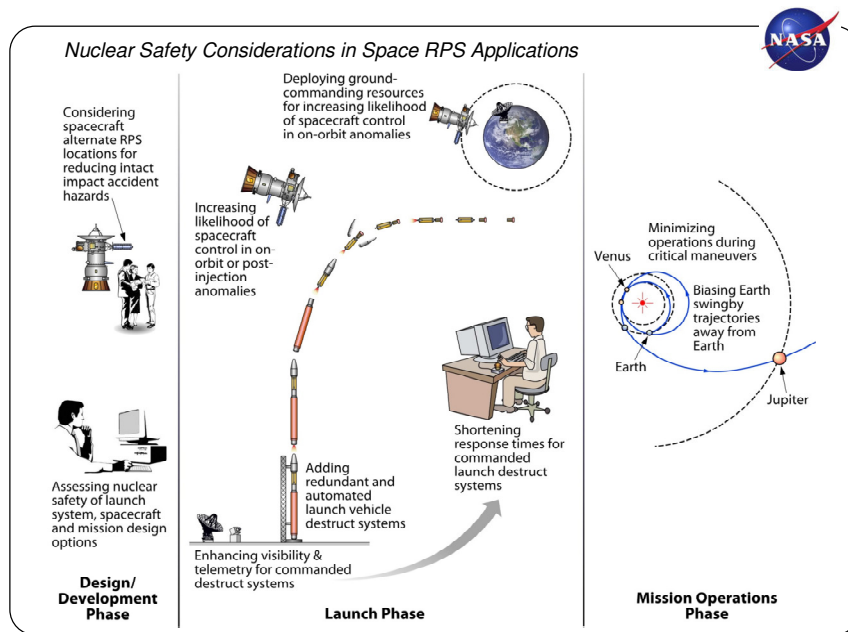 Nuclear Safety Considerations in Space RPS Applications
NASA
Considering
spacecraft
alternate RPS
locations for
reducing intact
impact accident
hazards
Assessing nuclear
safety of launch
system, spacecraft
and mission design
options
Design/
Development
Phase
Deploying ground-
commanding resources
for increasing likelihood
of spacecraft control
in on-orbit anomalies
Increasing
likelihood of
spacecraft
control in on-
orbit or post-
injection
anomalies
Shortening
response times for
commanded
launch destruct
systems
Adding
redundant and
automated
launch vehicle
destruct systems
Enhancing visibility &
telemetry for commanded
destruct systems
Launch Phase
Minimizing
operations during
critical maneuvers
Venus
Biasing Earth
swingby
trajectories
away from
Earth
Earth
Jupiter
Mission Operations
Phase